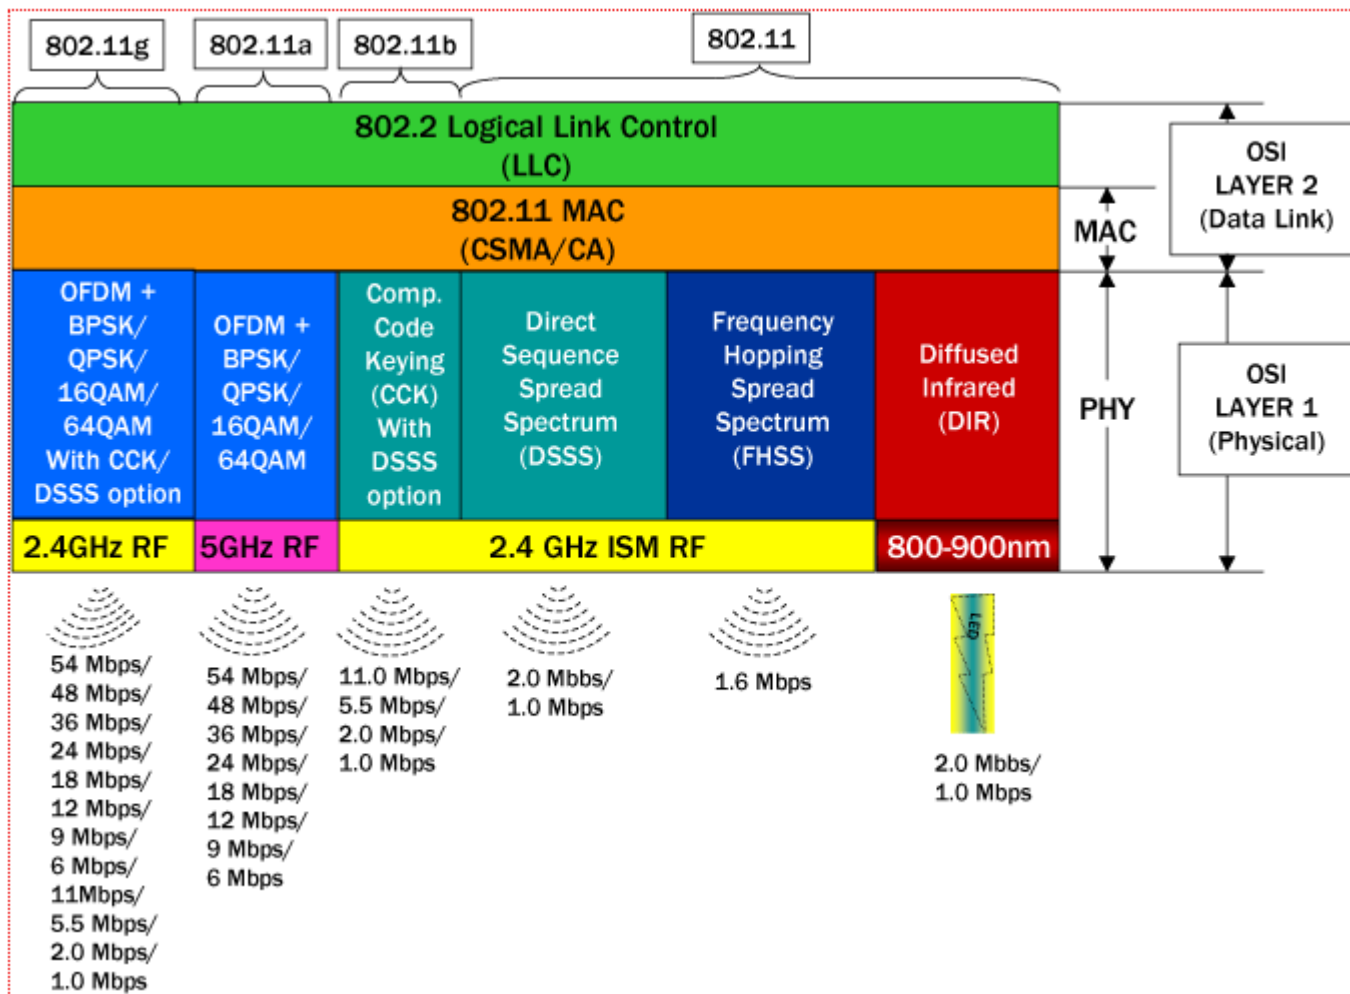 802.11g
802.11a
802.11b
802.11
802.2 Logical Link Control
(LLC)
802.11 MAC
(CSMA/CA)
OFDM +
BPSK/
QPSK/
16QAM/
64QAM
With CCK/
DSSS option
OFDM +
BPSK/
QPSK/
16QAM/
64QAM
Comp.
Code
Keying
(CCK)
With
DSSS
option
Direct
Sequence
Spread
Spectrum
(DSSS)
Frequency
Hopping
Spread
Spectrum
(FHSS)
Diffused
Infrared
(DIR)
MAC
PHY
OSI
LAYER 2
(Data Link)
OSI
LAYER 1
(Physical)
2.4GHz RF
5GHz RF
2.4 GHz ISM RF
800-900nm
54 Mbps/
48 Mbps/
36 Mbps/
24 Mbps/
18 Mbps/
12 Mbps/
9 Mbps/
6 Mbps/
11Mbps/
5.5 Mbps/
2.0 Mbps/
1.0 Mbps
54 Mbps/
48 Mbps/
36 Mbps/
24 Mbps/
18 Mbps/
12 Mbps/
9 Mbps/
6 Mbps
11.0 Mbps/
5.5 Mbps/
2.0 Mbps/
1.0 Mbps
2.0 Mbbs/
1.0 Mbps
1.6 Mbps
LED
2.0 Mbbs/
1.0 Mbps